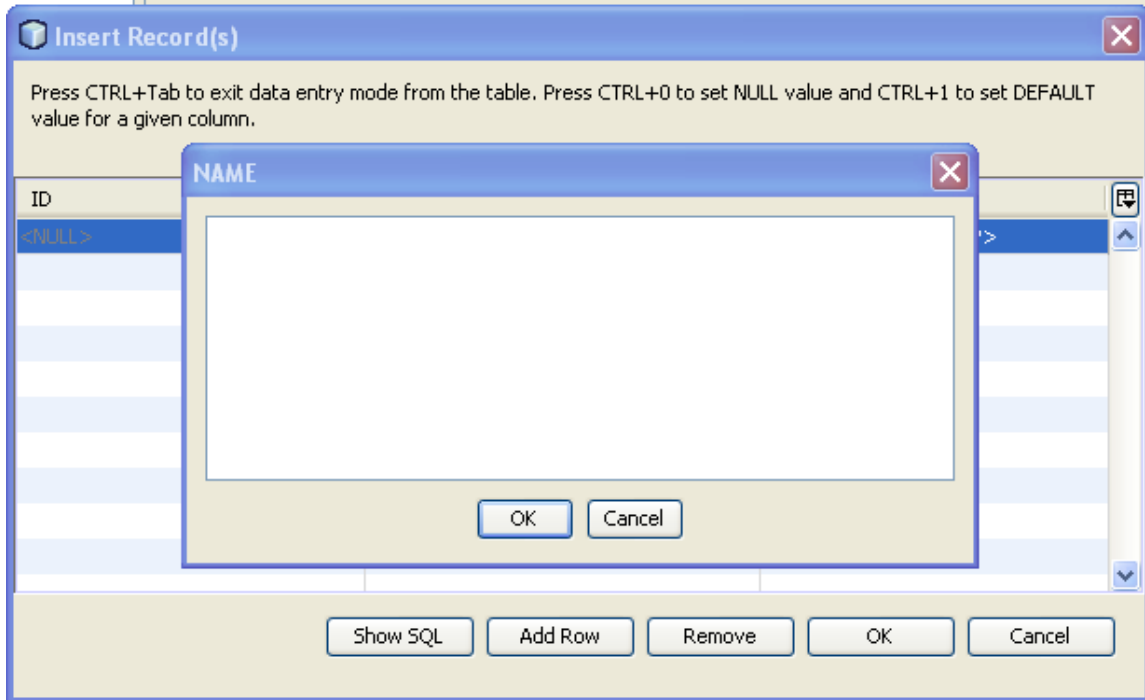 Insert Record(s)
Press CTRL+Tab to exit data entry mode from the table. Press CTRL+0 to set NULL value and CTRL+1 to set DEFAULT
value for a given column.
NAME
ID
<NULL>
OK Cancel
Show SQL Add Row Remove OK Cancel